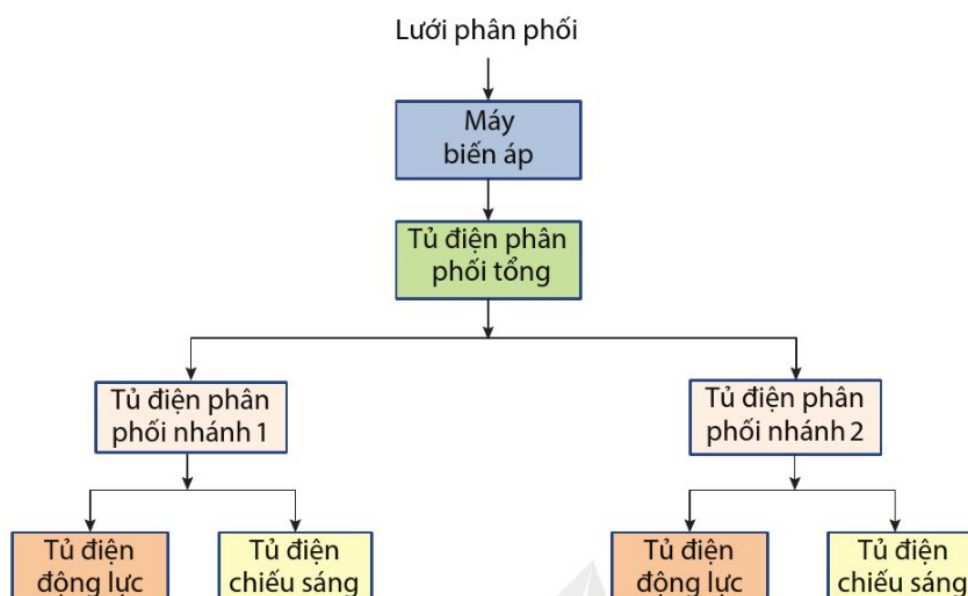 Lưới phân phối
Máy
biến áp
Tủ điện phân
phối tổng
Tủ điện phân
phối nhánh 1
Tủ điện phân
phối nhánh 2
Tủ điện
động lực
Tủ điện
chiếu sáng
Tủ điện
động lực
Tủ điện
chiếu sáng